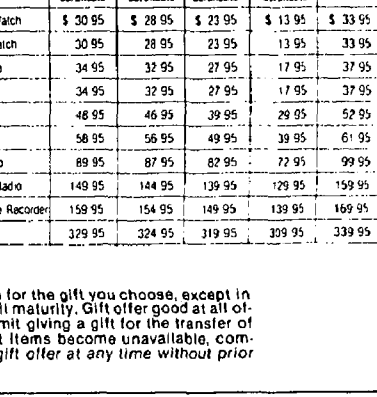 atch $ 30 95 $ 28 95 $ 23 95 $ 13 95 $ 33 95
atch 30 95 28 95 23 95 13 95 33 95
34 95 32 95 27 95 17 95 37 95
34 95 32 95 27 95 17 95 37 95
48 95 46 95 39 95 29 95 52 95
58 95 56 95 49 95 39 95 61 95
89 95 87 95 82 95 72 95 99 95
adio 149 95 144 95 139 95 129 95 159 95
Recorder 159 95 154 95 149 95 139 95 169 95
329 95 324 95 319 95 309 95 339 95
for the gift you choose, except in
maturity. Gift offer good at all of-
mit giving a gift for the transfer of
items become unavailable, com-
gift offer at any time without prior